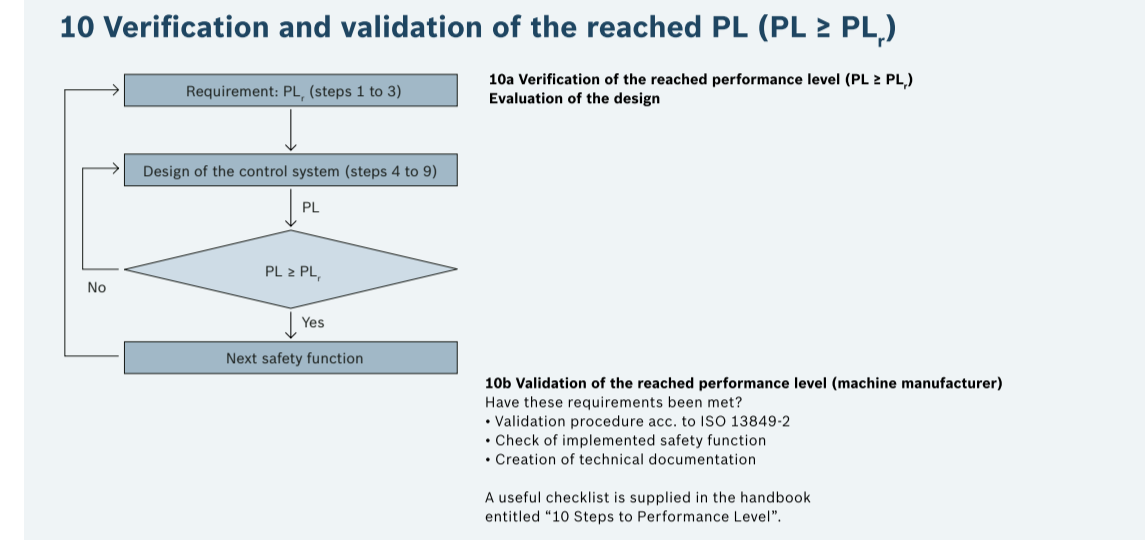 10 Verification and validation of the reached PL (PL ≥ PLr)
Requirement: PLr (steps 1 to 3)
Design of the control system (steps 4 to 9)
PL
PL ≥ PLr
No
Yes
Next safety function
10a Verification of the reached performance level (PL ≥ PLr)
Evaluation of the design
10b Validation of the reached performance level (machine manufacturer)
Have these requirements been met?
• Validation procedure acc. to ISO 13849-2
• Check of implemented safety function
• Creation of technical documentation
A useful checklist is supplied in the handbook
entitled “10 Steps to Performance Level”.